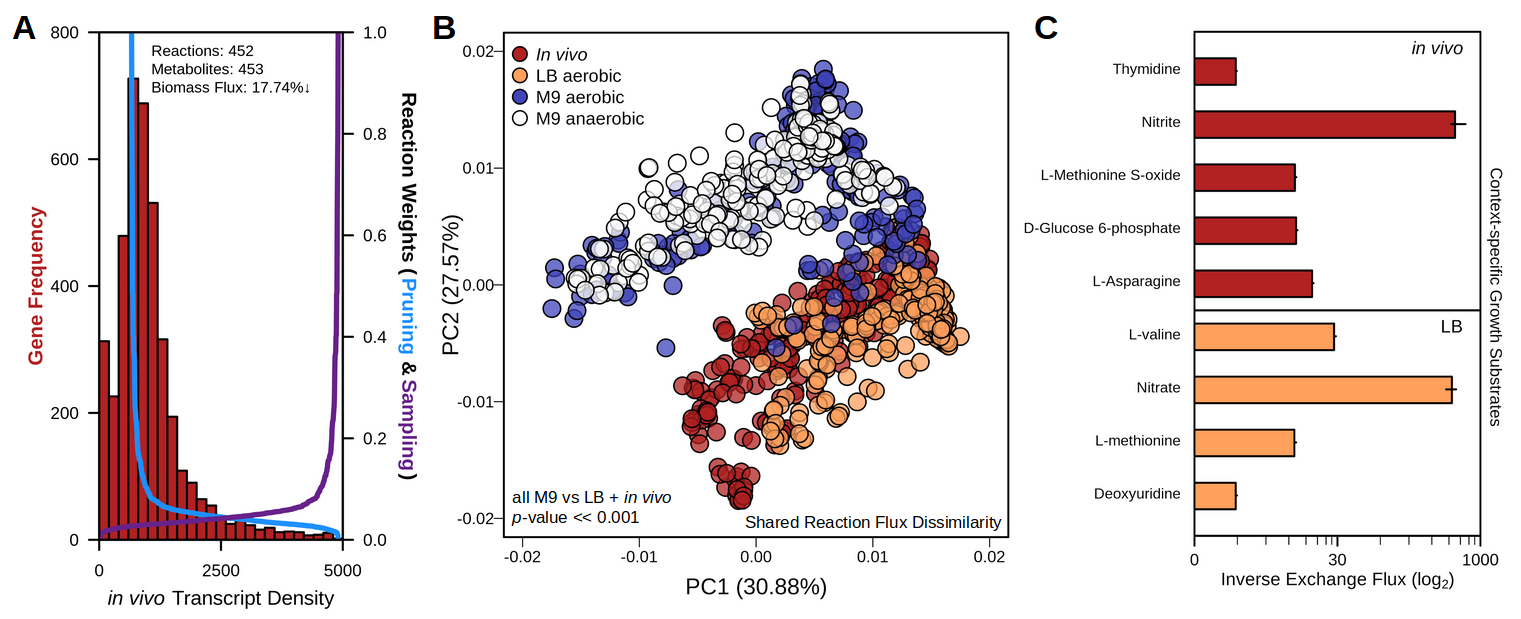 A
800
600
400
200
0
Gene Frequency
Reactions: 452
Metabolites: 453
Biomass Flux: 17.74%↓
1.0
0.8
0.6
0.4
0.2
0.0
Reaction Weights (Pruning & Sampling)
0
2500
5000
in vivo Transcript Density
B
0.02
0.01
0.00
-0.01
-0.02
PC2 (27.57%)
In vivo
LB aerobic
M9 aerobic
M9 anaerobic
all M9 vs LB + in vivo
p-value << 0.001
Shared Reaction Flux Dissimilarity
-0.02
-0.01
0.00
0.01
0.02
PC1 (30.88%)
C
in vivo
Thymidine
Nitrite
L-Methionine S-oxide
D-Glucose 6-phosphate
L-Asparagine
LB
L-valine
Nitrate
L-methionine
Deoxyuridine
Context-specific Growth Substrates
0
30
1000
Inverse Exchange Flux (log2)